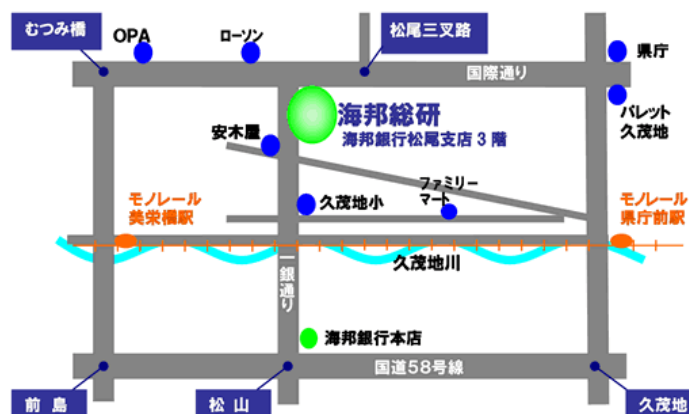 むつみ橋
OPA
ローソン
松尾三叉路
県庁
国際通り
パレット
久茂地
海邦総研
海邦銀行松尾支店3階
安木屋
モノレール
美栄橋駅
久茂地小
ファミリー
マート
モノレール
県庁前駅
久茂地川
一銀通り
海邦銀行本店
国道58号線
前島
松山
久茂地